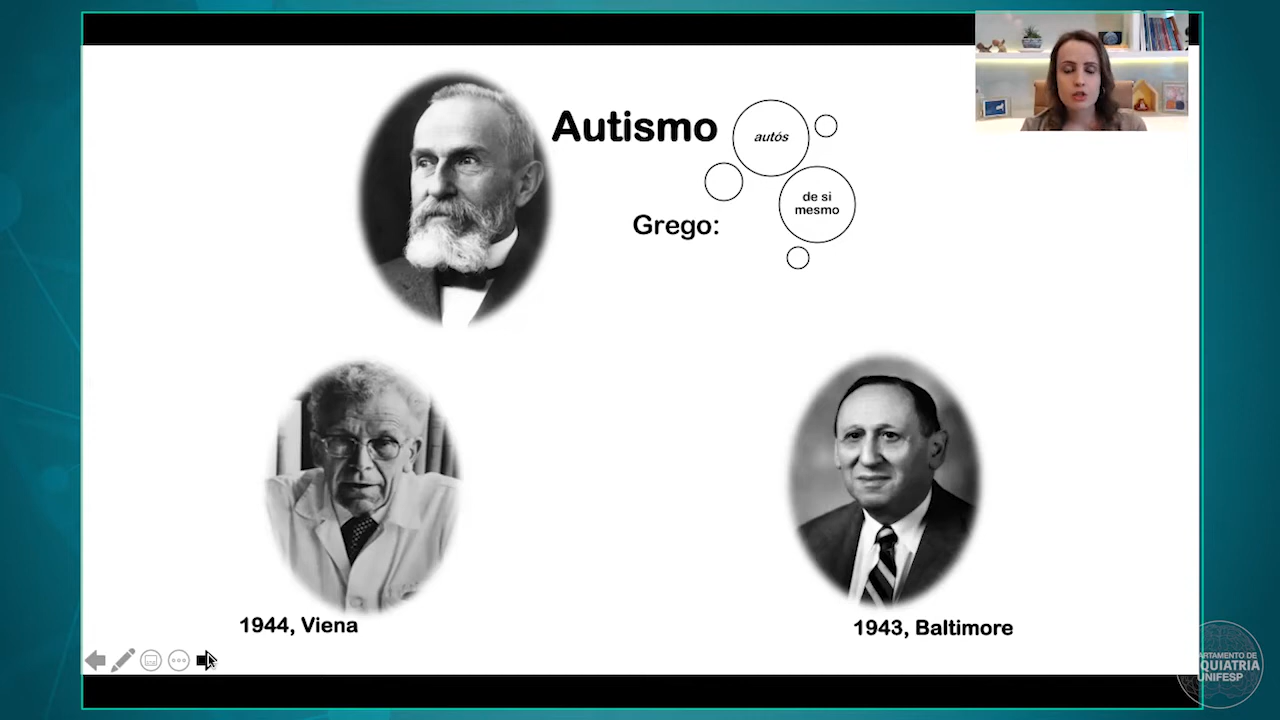 Autismo
autós
de si
mesmo
Grego:
1944, Viena
1943, Baltimore
ARTAMENTO DE
QUIATRIA
UNIFESP